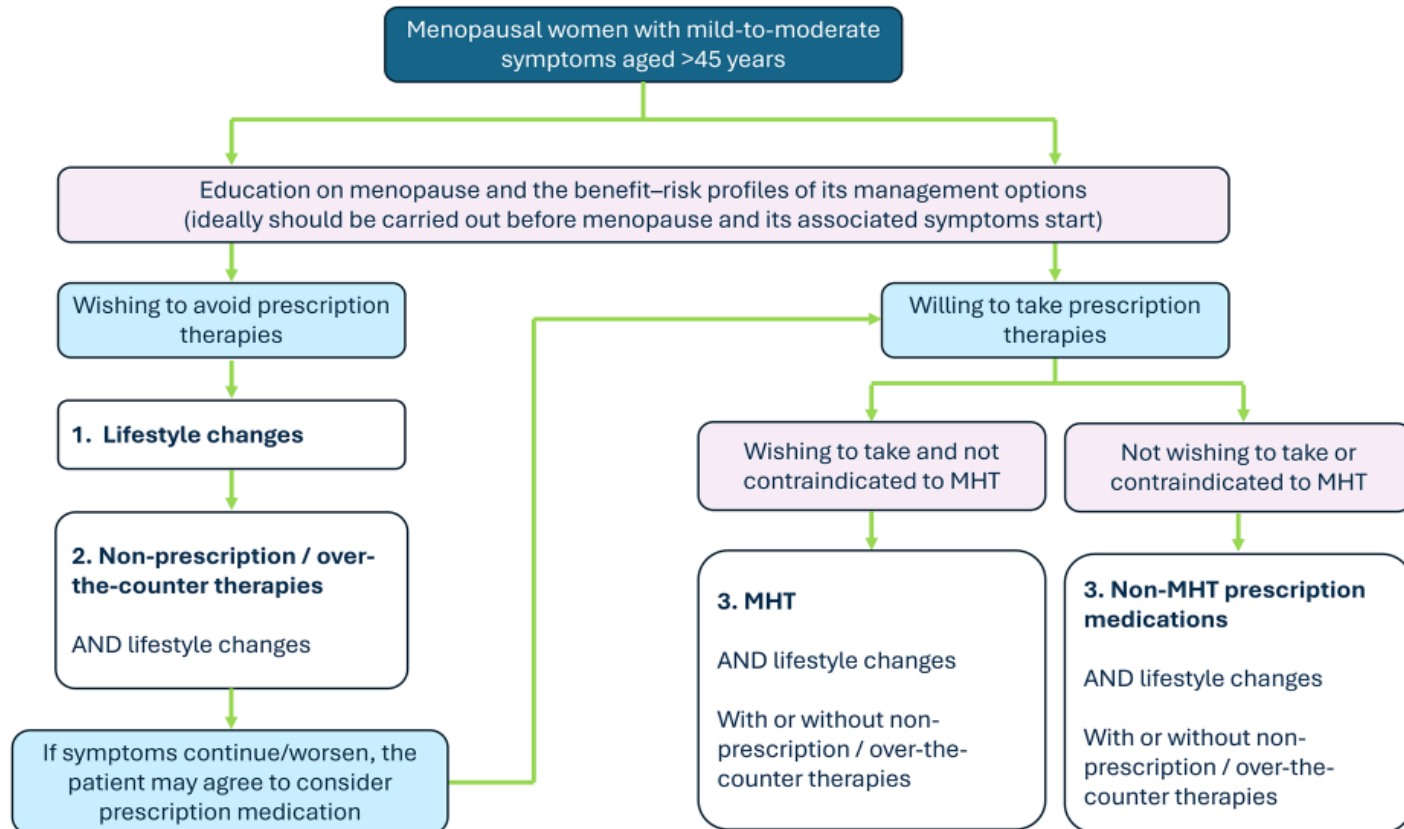 Menopausal women with mild-to-moderate
symptoms aged >45 years
Education on menopause and the benefit–risk profiles of its management options
(ideally should be carried out before menopause and its associated symptoms start)
Wishing to avoid prescription
therapies
Willing to take prescription
therapies
1. Lifestyle changes
Wishing to take and not
contraindicated to MHT
Not wishing to take or
contraindicated to MHT
2. Non-prescription / over-
the-counter therapies
AND lifestyle changes
3. MHT
AND lifestyle changes
With or without non-
prescription / over-the-
counter therapies
3. Non-MHT prescription
medications
AND lifestyle changes
With or without non-
prescription / over-the-
counter therapies
If symptoms continue/worsen, the
patient may agree to consider
prescription medication